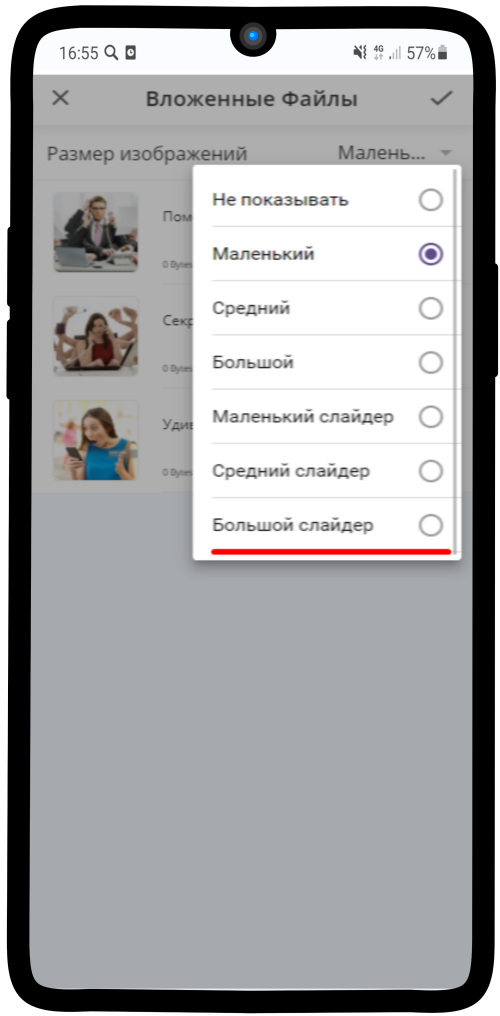 16:55 4G 57%
Вложенные Файлы
Размер изображений Малень...
Не показывать
Пом
Маленький
0 Bytes
Средний
Секр
Большой
0 Bytes
Маленький слайдер
Удив
Средний слайдер
0 Bytes
Большой слайдер